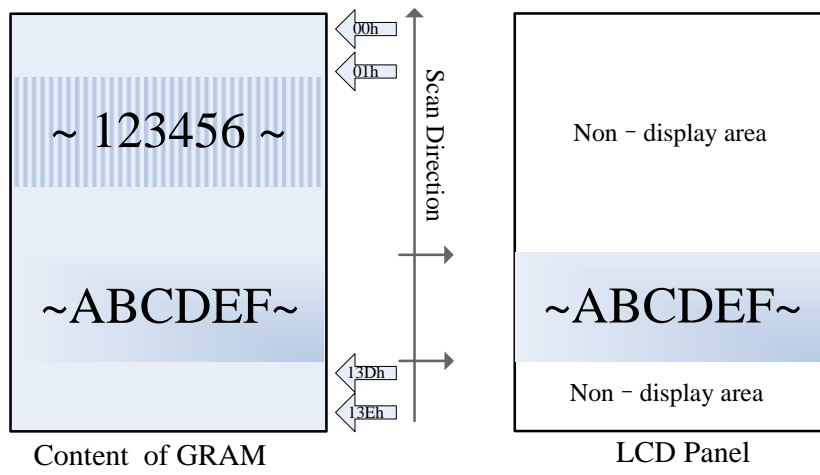 00h
01h
~ 123456 ~
Scan Direction
Non - display area
~ABCDEF~
~ABCDEF~
13Dh
13Eh
Non - display area
Content of GRAM
LCD Panel